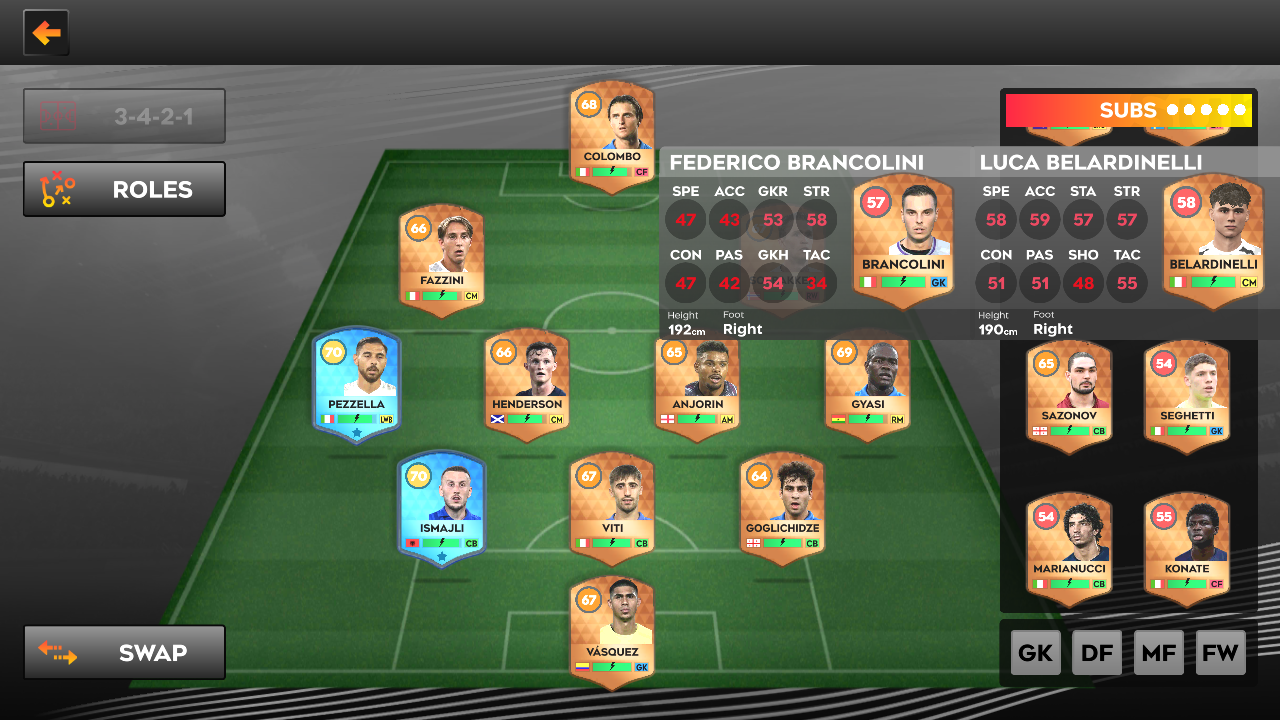 3-4-2-1
ROLES
SWAP
68
COLOMBO
CF
66
FAZZINI
CM
70
PEZZELLA
LWB
66
HENDERSON
CM
65
ANJORIN
AM
69
GYASI
RM
70
ISMAJLI
CB
67
VITI
CB
64
GOGLICHIDZE
CB
67
VÁSQUEZ
GK
SUBS
FEDERICO BRANCOLINI
SPE ACC GKR STR
47 43 53 58
CON PAS GKH TAC
47 42 54 34
57
BRANCOLINI
GK
Height Foot
192cm Right
LUCA BELARDINELLI
SPE ACC STA STR
58 59 57 57
CON PAS SHO TAC
51 51 48 55
58
BELARDINELLI
CM
Height Foot
190cm Right
65
SAZONOV
CB
54
SEGHETTI
GK
54
MARIANUCCI
CB
55
KONATE
CF
GK DF MF FW